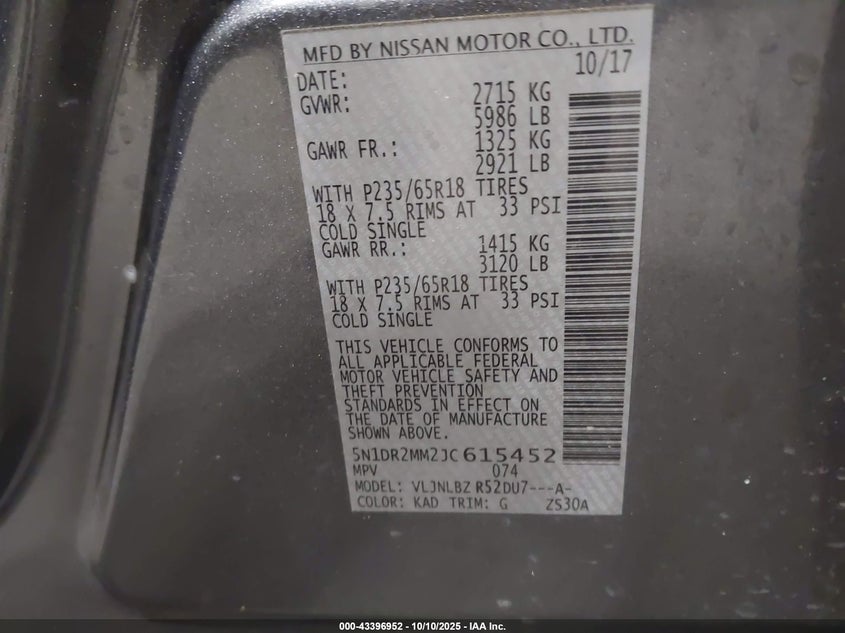 MFD BY NISSAN MOTOR CO., LTD.
DATE: 10/17
GVWR: 2715 KG
5986 LB
GAWR FR.: 1325 KG
2921 LB
WITH P235/65R18 TIRES
18 X 7.5 RIMS AT 33 PSI
COLD SINGLE
GAWR RR.: 1415 KG
3120 LB
WITH P235/65R18 TIRES
18 X 7.5 RIMS AT 33 PSI
COLD SINGLE
THIS VEHICLE CONFORMS TO
ALL APPLICABLE FEDERAL
MOTOR VEHICLE SAFETY AND
THEFT PREVENTION
STANDARDS IN EFFECT ON
THE DATE OF MANUFACTURE
SHOWN ABOVE.
5N1DR2MM2JC615452
MPV 074
MODEL: VLJNLBZ R52DU7---A-
COLOR: KAD TRIM: G ZS30A
000-43396952 - 10/10/2025 - IAA Inc.